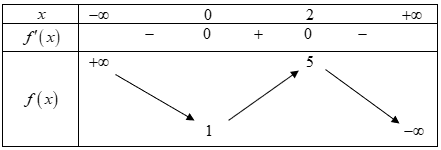 x −∞ 0 2 +∞
f′(x) − 0 + 0 −
+∞ 5
f(x)
1 −∞